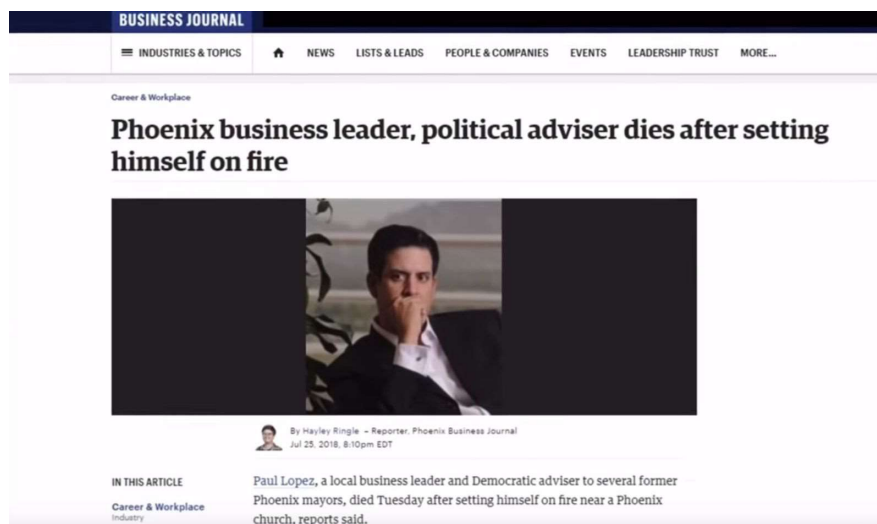 BUSINESS JOURNAL
INDUSTRIES & TOPICS NEWS LISTS & LEADS PEOPLE & COMPANIES EVENTS LEADERSHIP TRUST MORE...
Career & Workplace
Phoenix business leader, political adviser dies after setting
himself on fire
By Hayley Ringle – Reporter, Phoenix Business Journal
Jul 25, 2018, 8:10pm EDT
IN THIS ARTICLE
Career & Workplace
Industry
Paul Lopez, a local business leader and Democratic adviser to several former
Phoenix mayors, died Tuesday after setting himself on fire near a Phoenix
church, reports said.